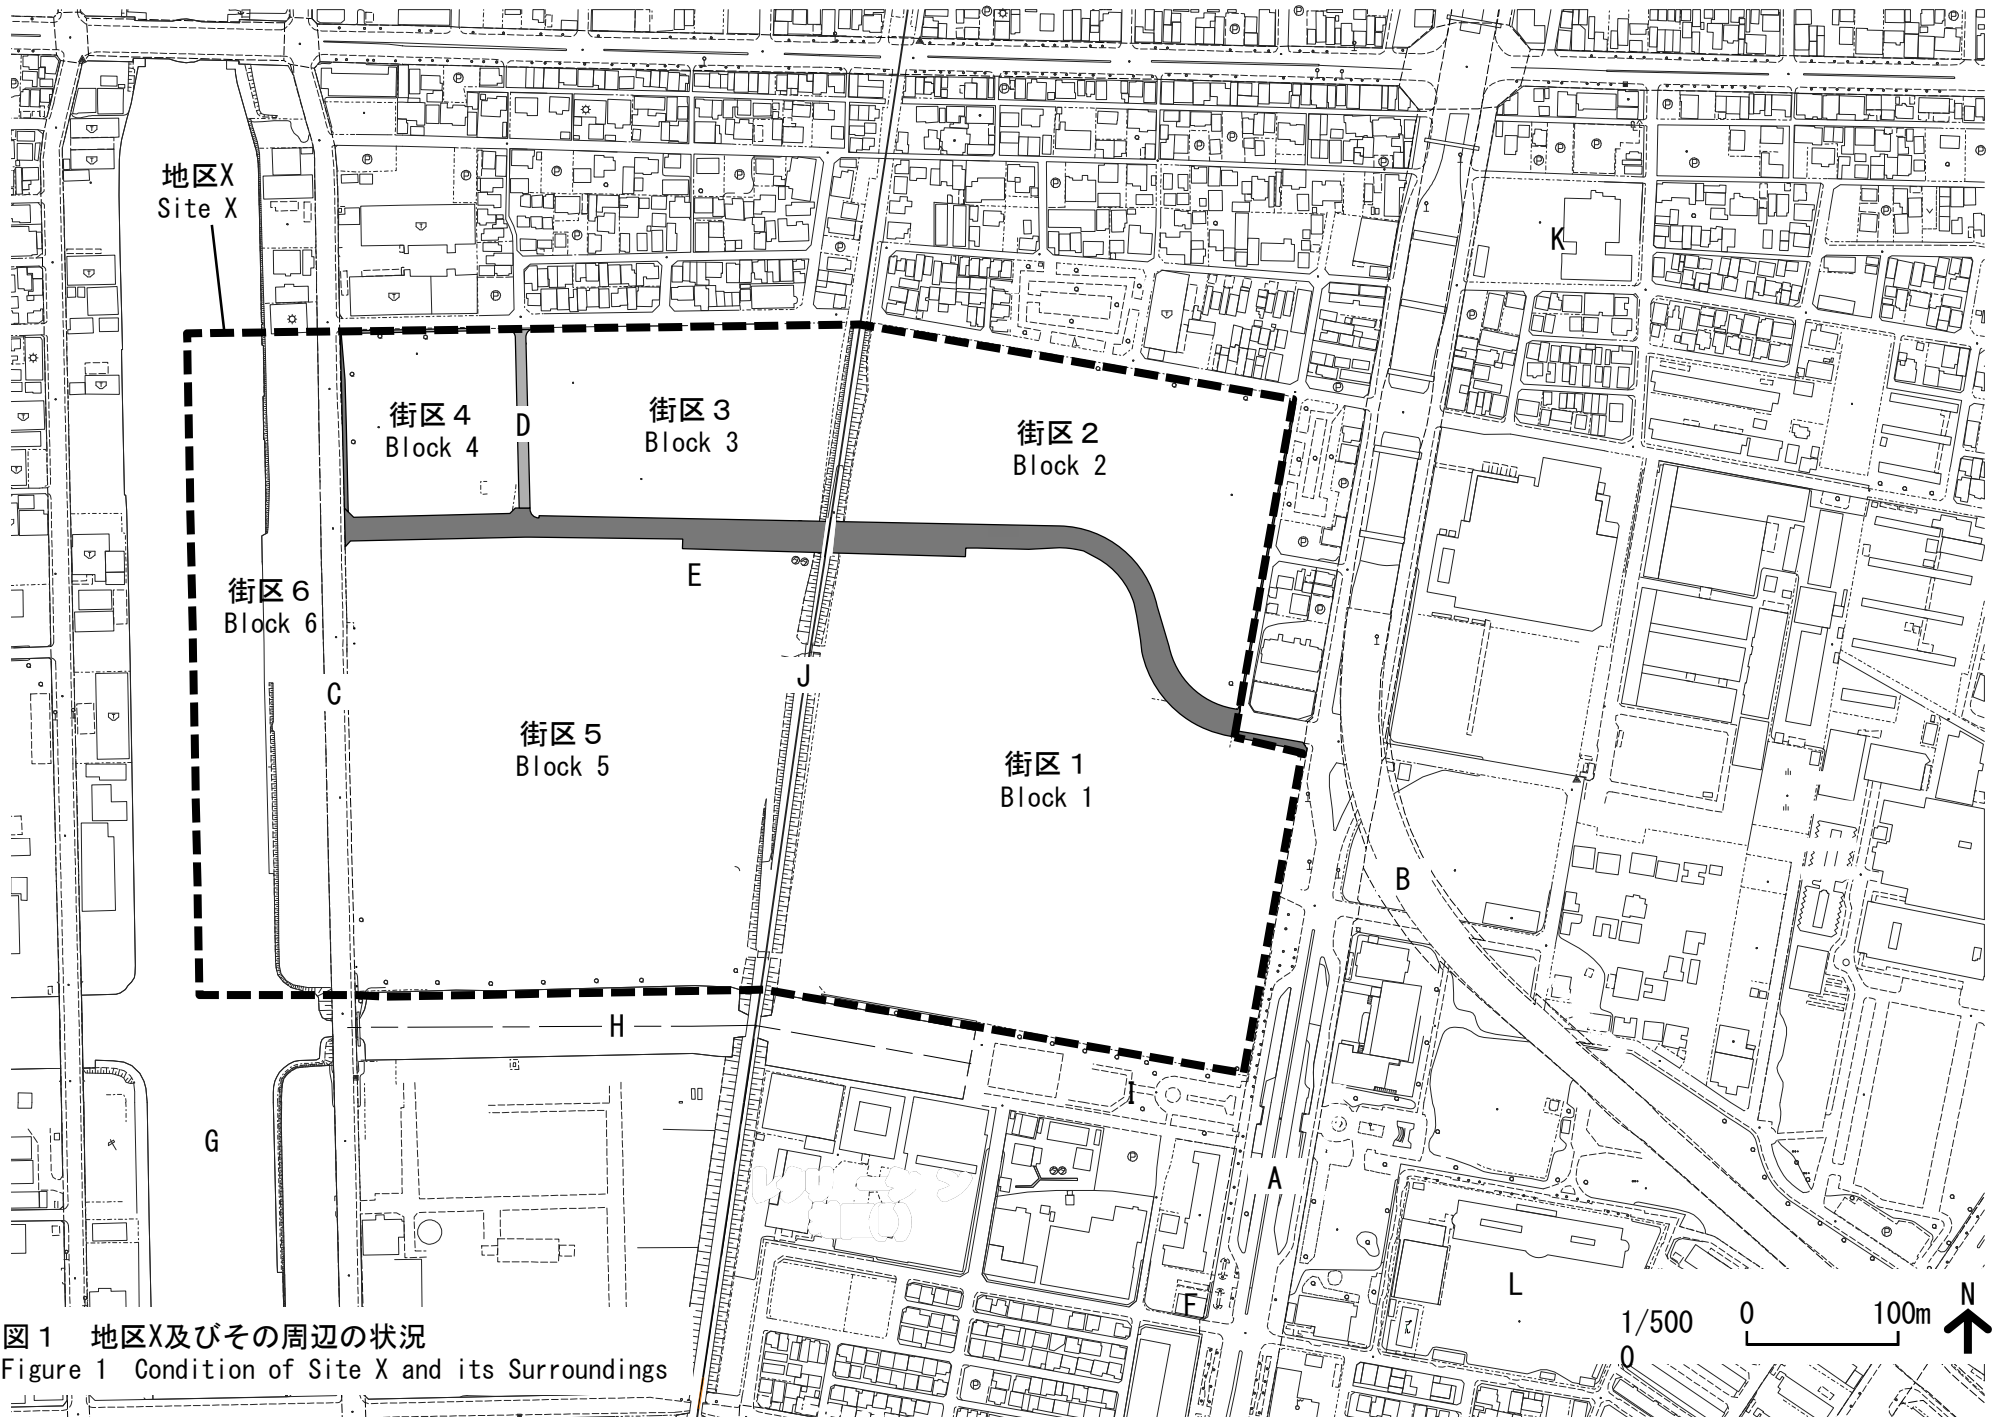 地区X
Site X
K
街区4
Block 4
D
街区3
Block 3
街区2
Block 2
E
街区6
Block 6
C
J
街区5
Block 5
街区1
Block 1
B
H
I
G
A
F
L
1/500
0
0 100m
N
図1 地区X及びその周辺の状況
Figure 1 Condition of Site X and its Surroundings